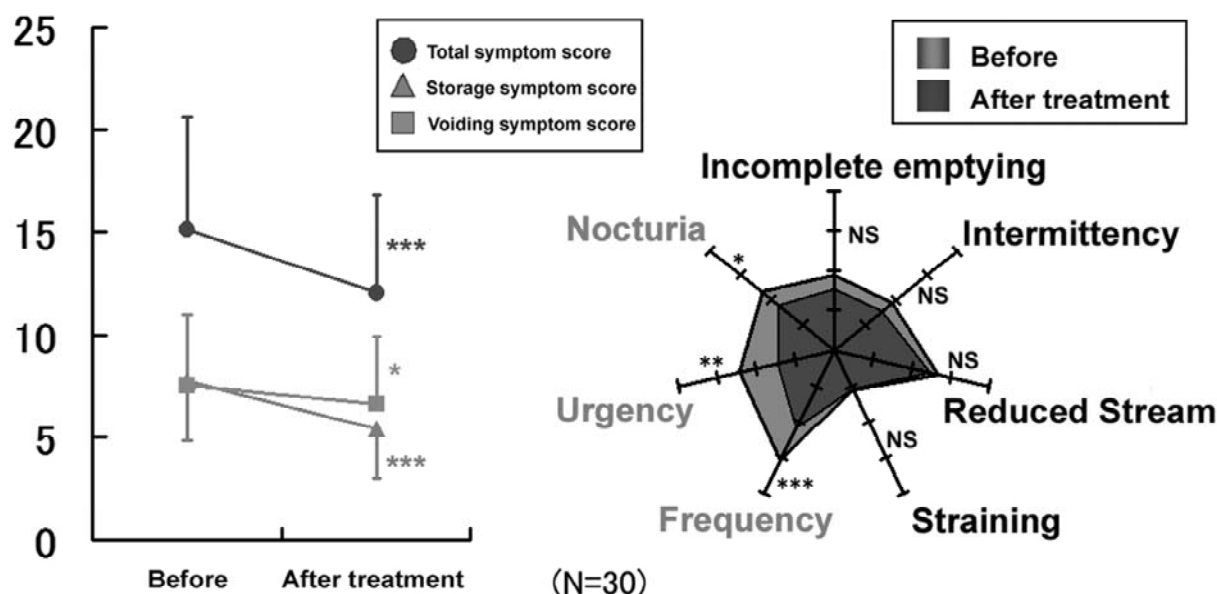 25
20
15
10
5
0
Total symptom score
Storage symptom score
Voiding symptom score
***
*
***
Before
After treatment
(N=30)
Before
After treatment
Incomplete emptying
NS
Intermittency
NS
NS
Reduced Stream
NS
Straining
***
Frequency
**
Urgency
*
Nocturia